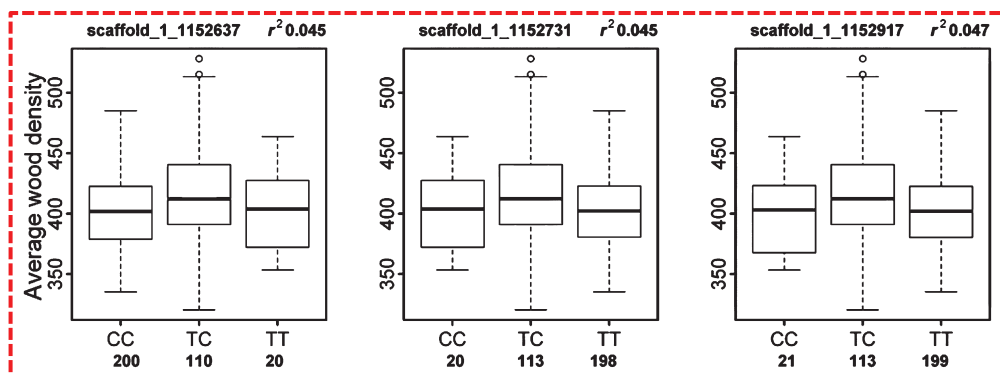 scaffold_1_1152637 r² 0.045
Average wood density
500
450
400
350
CC TC TT
200 110 20
scaffold_1_1152731 r² 0.045
500
450
400
350
CC TC TT
20 113 198
scaffold_1_1152917 r² 0.047
500
450
400
350
CC TC TT
21 113 199